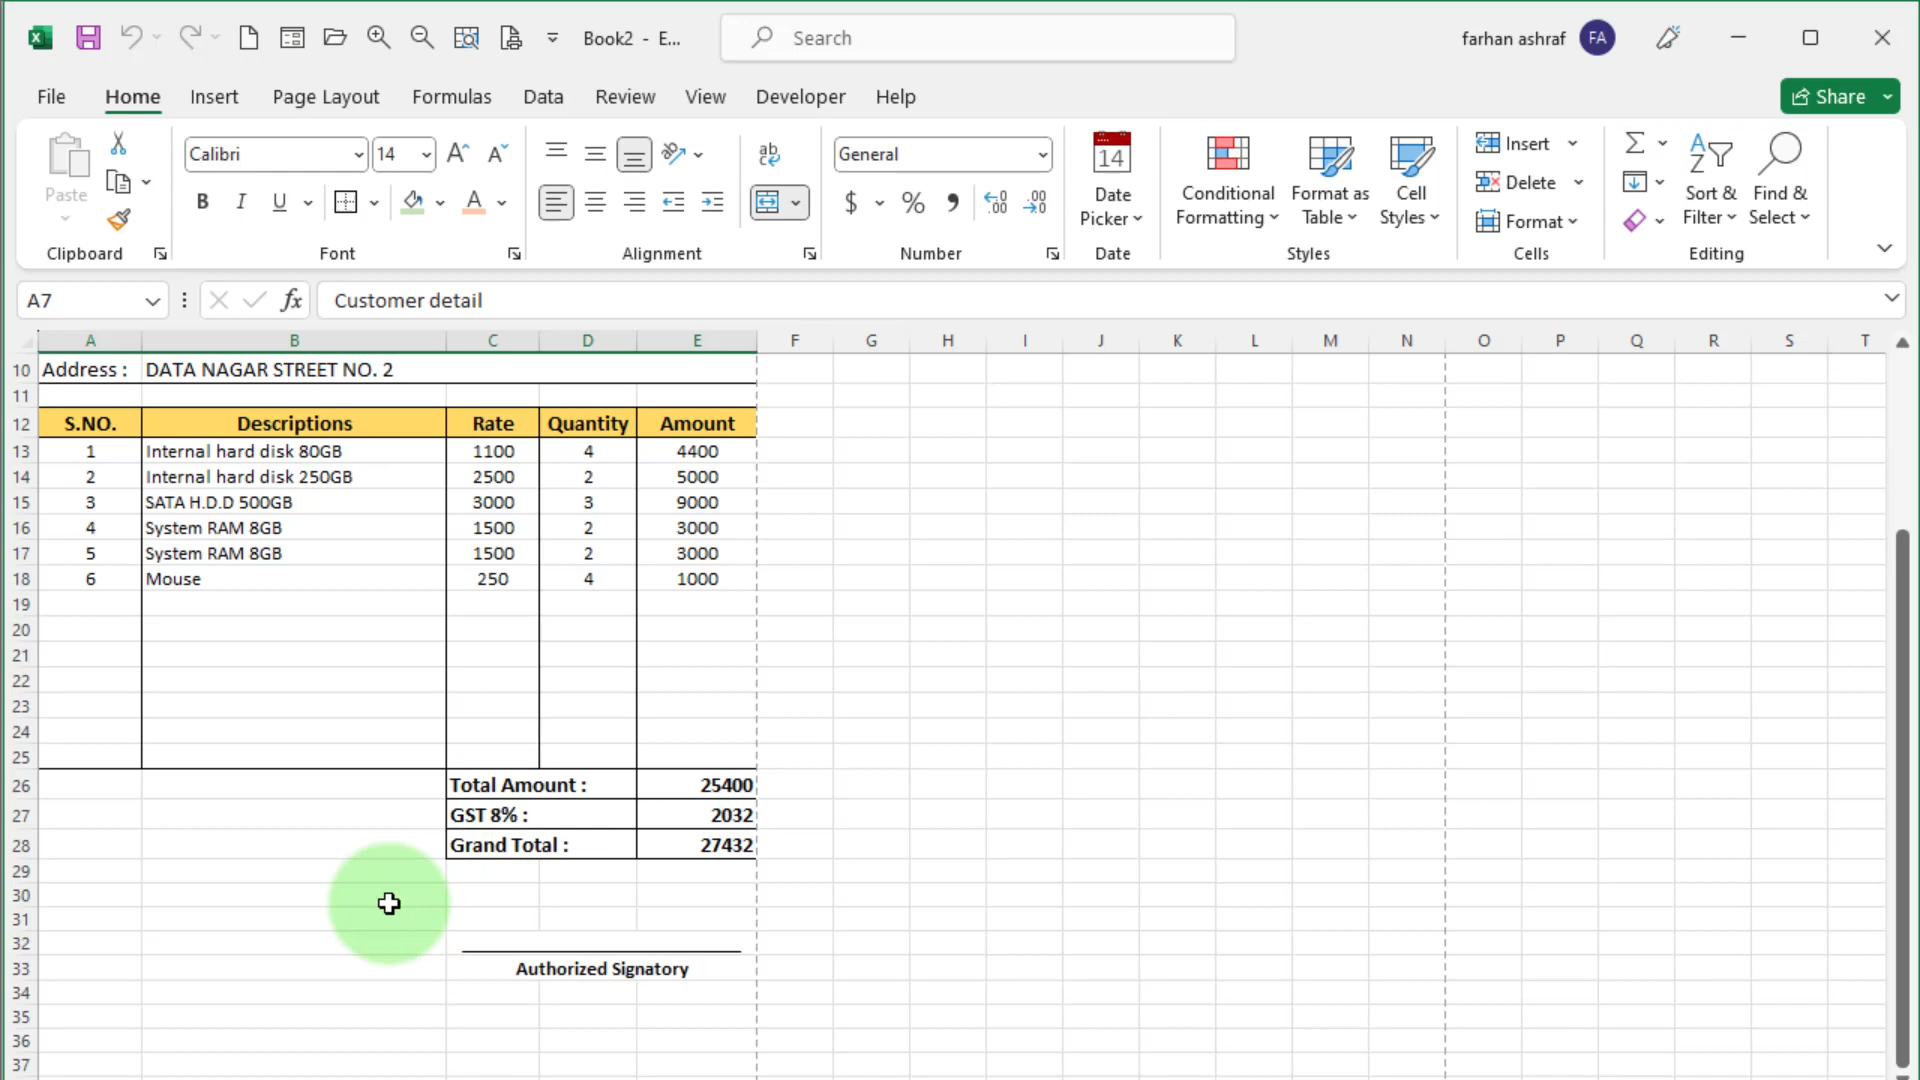 Book2 - E...
Search
farhan ashraf FA
File Home Insert Page Layout Formulas Data Review View Developer Help
Share
Paste
Clipboard
Calibri 14
B I U
Font
ab
Alignment
General
$ % 9
Number
14
Date Picker
Date
Conditional Formatting
Format as Table
Cell Styles
Styles
Insert
Delete
Format
Cells
Sort & Filter
Find & Select
Editing
A7 fx Customer detail
A B C D E F G H I J K L M N O P Q R S T
10 Address : DATA NAGAR STREET NO. 2
11
12 S.NO. Descriptions Rate Quantity Amount
13 1 Internal hard disk 80GB 1100 4 4400
14 2 Internal hard disk 250GB 2500 2 5000
15 3 SATA H.D.D 500GB 3000 3 9000
16 4 System RAM 8GB 1500 2 3000
17 5 System RAM 8GB 1500 2 3000
18 6 Mouse 250 4 1000
19
20
21
22
23
24
25
26 Total Amount : 25400
27 GST 8% : 2032
28 Grand Total : 27432
29
30
31
32
33 Authorized Signatory
34
35
36
37